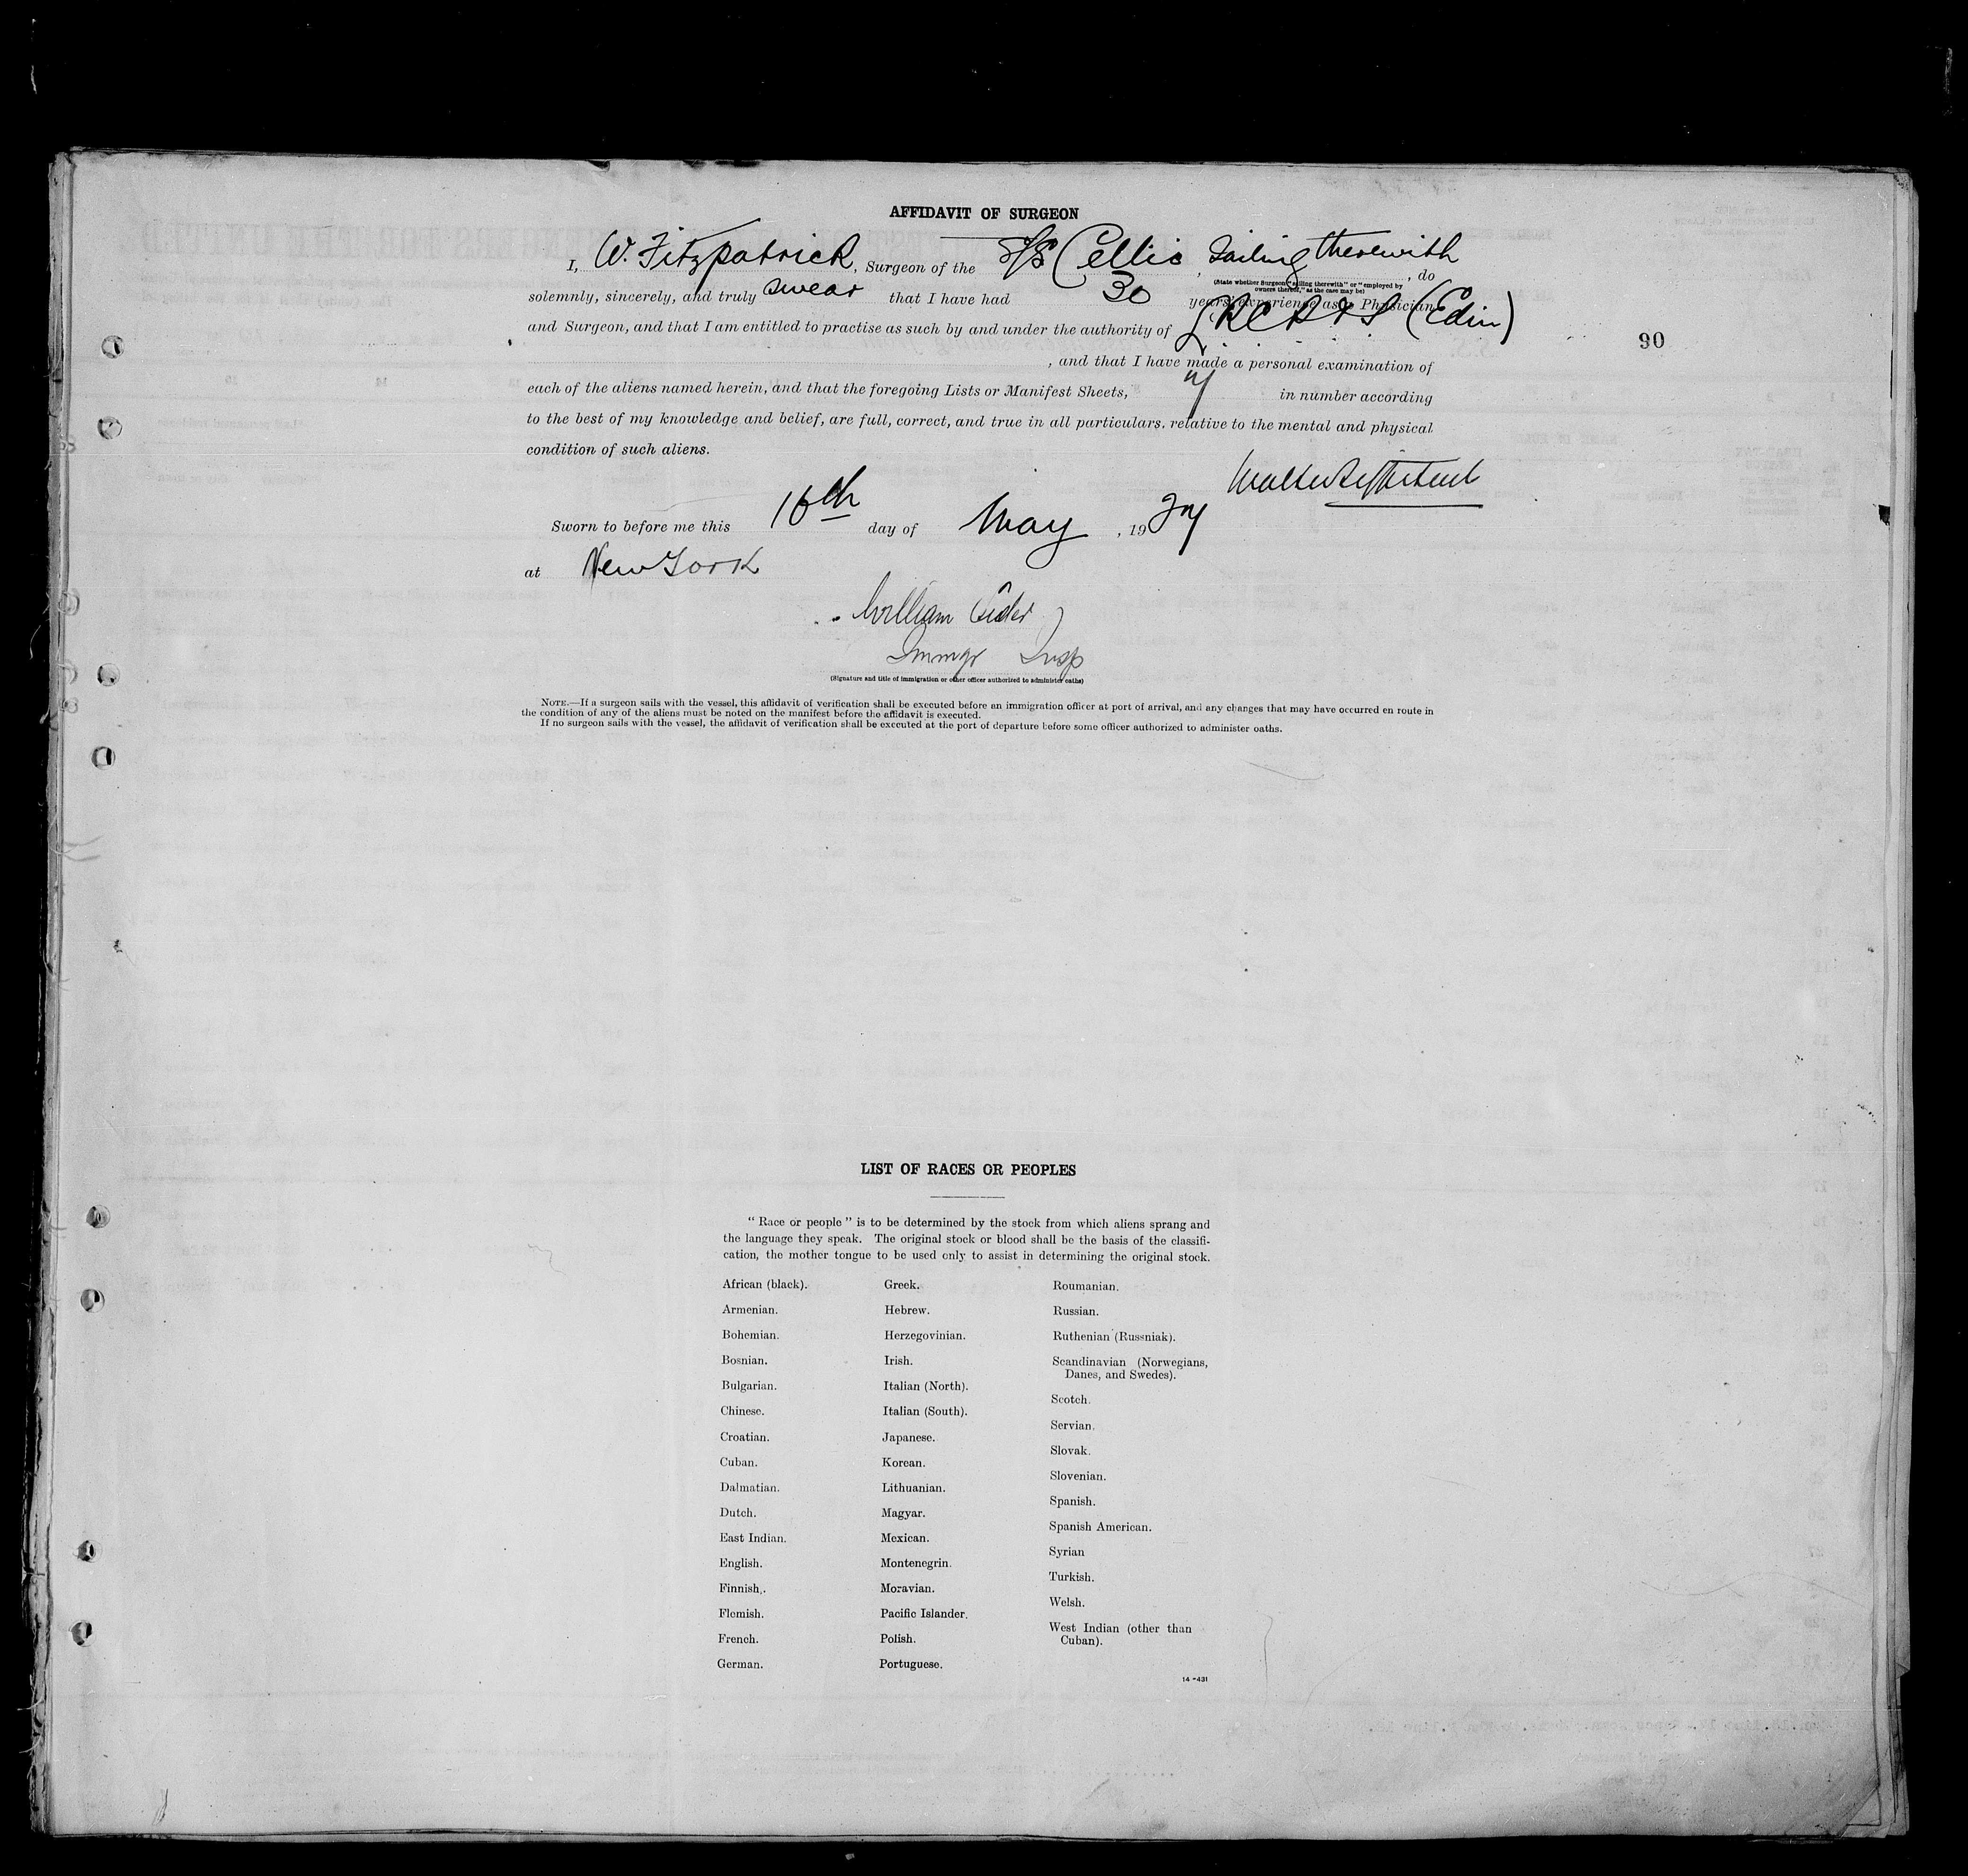 AFFIDAVIT OF SURGEON
I, W. Fitzpatrick, Surgeon of the S/S Celtic, Sailing therewith, do
(State whether Surgeon "sailing therewith" or "employed by owners thereof," as the case may be)
solemnly, sincerely, and truly swear that I have had 30 years' experience as a Physician
and Surgeon, and that I am entitled to practise as such by and under the authority of LRCP & S (Edin)
, and that I have made a personal examination of
90
each of the aliens named herein, and that the foregoing Lists or Manifest Sheets, 7 in number according
to the best of my knowledge and belief, are full, correct, and true in all particulars. relative to the mental and physical
condition of such aliens.
Sworn to before me this 16th day of May, 1927
at New York
William
Immgr Insp
(Signature and title of immigration or other officer authorized to administer oaths)
NOTE.—If a surgeon sails with the vessel, this affidavit of verification shall be executed before an immigration officer at port of arrival, and any changes that may have occurred en route in
the condition of any of the aliens must be noted on the manifest before the affidavit is executed.
If no surgeon sails with the vessel, the affidavit of verification shall be executed at the port of departure before some officer authorized to administer oaths.
LIST OF RACES OR PEOPLES
" Race or people " is to be determined by the stock from which aliens sprang and
the language they speak. The original stock or blood shall be the basis of the classifi-
cation, the mother tongue to be used only to assist in determining the original stock.
African (black).
Armenian.
Bohemian.
Bosnian.
Bulgarian.
Chinese.
Croatian.
Cuban.
Dalmatian.
Dutch.
East Indian.
English.
Finnish.
Flemish.
French.
German.
Greek.
Hebrew.
Herzegovinian.
Irish.
Italian (North).
Italian (South).
Japanese.
Korean.
Lithuanian.
Magyar.
Mexican.
Montenegrin.
Moravian.
Pacific Islander.
Polish.
Portuguese.
Roumanian.
Russian.
Ruthenian (Russniak).
Scandinavian (Norwegians,
Danes, and Swedes).
Scotch.
Servian.
Slovak.
Slovenian.
Spanish.
Spanish American.
Syrian
Turkish.
Welsh.
West Indian (other than
Cuban).
14-431